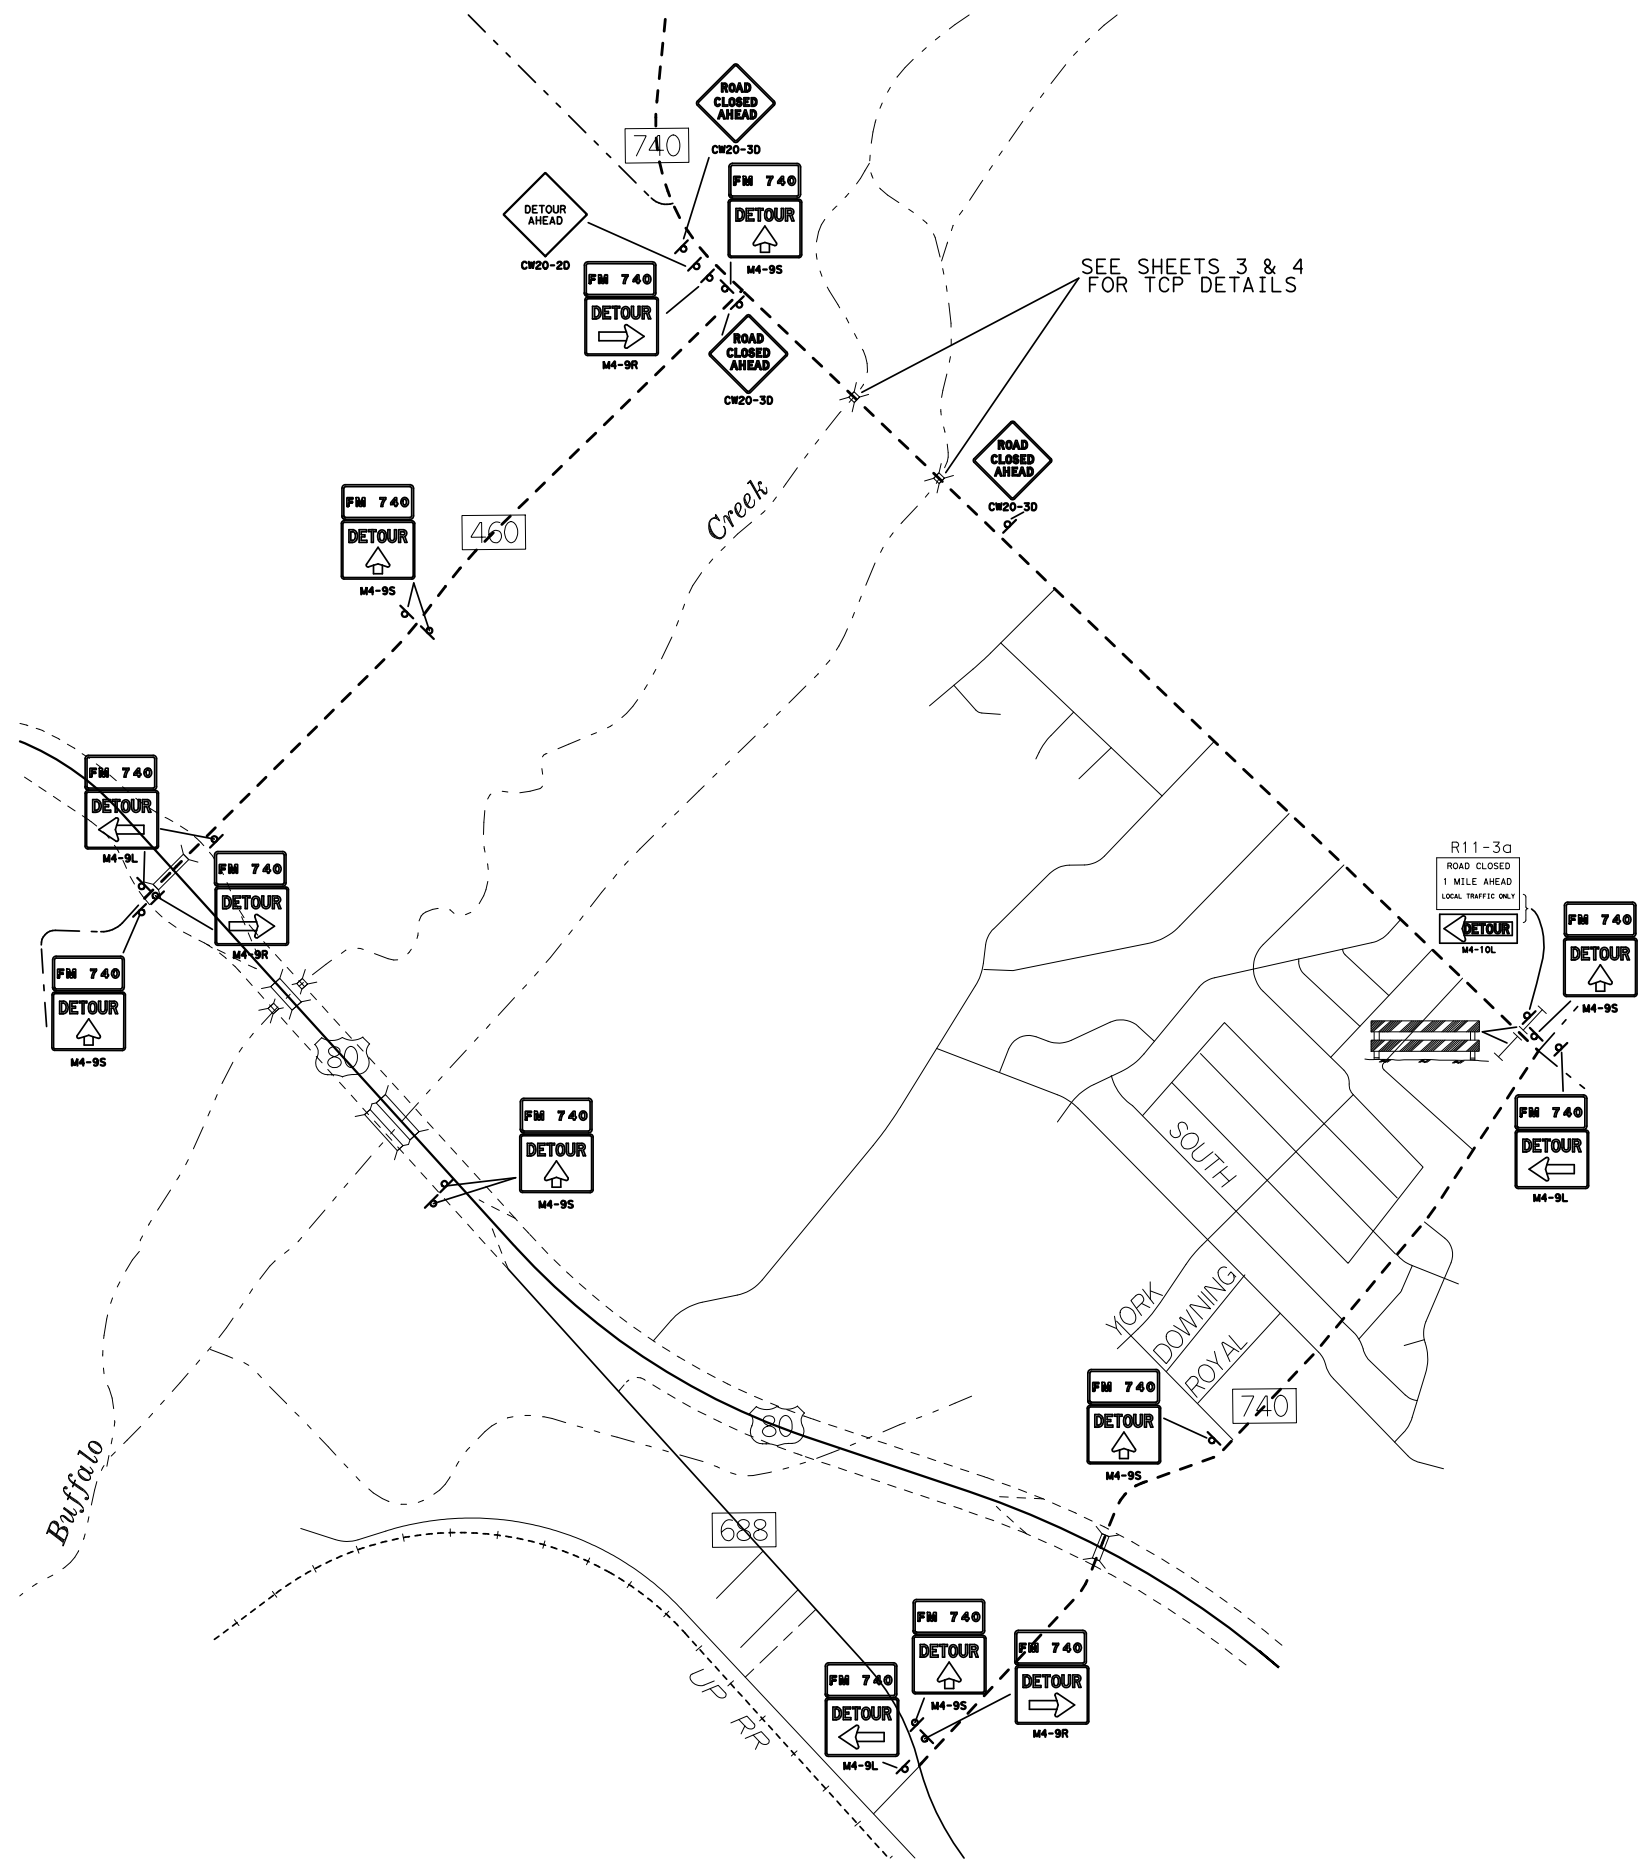 ROAD
CLOSED
AHEAD
CW20-3D
740
FM 740
DETOUR
M4-9S
DETOUR
AHEAD
CW20-2D
FM 740
DETOUR
M4-9R
SEE SHEETS 3 & 4
FOR TCP DETAILS
ROAD
CLOSED
AHEAD
CW20-3D
ROAD
CLOSED
AHEAD
CW20-3D
Creek
FM 740
DETOUR
M4-9S
460
FM 740
DETOUR
M4-9L
FM 740
DETOUR
M4-9R
R11-3a
ROAD CLOSED
1 MILE AHEAD
LOCAL TRAFFIC ONLY
DETOUR
M4-10L
FM 740
DETOUR
M4-9S
FM 740
DETOUR
M4-9S
80
FM 740
DETOUR
M4-9S
FM 740
DETOUR
M4-9L
SOUTH
YORK
DOWNING
ROYAL
FM 740
DETOUR
M4-9S
740
80
Buffalo
688
FM 740
DETOUR
M4-9S
FM 740
DETOUR
M4-9R
FM 740
DETOUR
M4-9L
UP RR